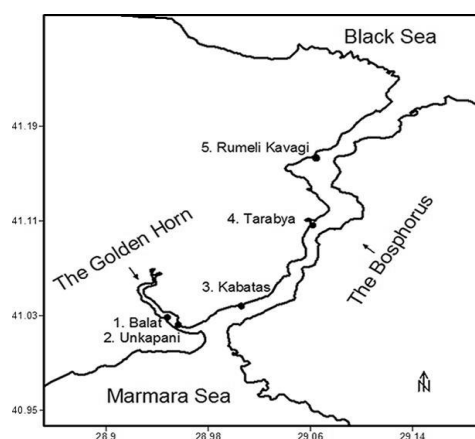 Black Sea
41.19
5. Rumeli Kavagi
41.11
4. Tarabya
The Golden Horn
The Bosphorus
3. Kabatas
41.03
1. Balat
2. Unkapani
Marmara Sea
N
40.95
28.9
28.98
29.06
29.14